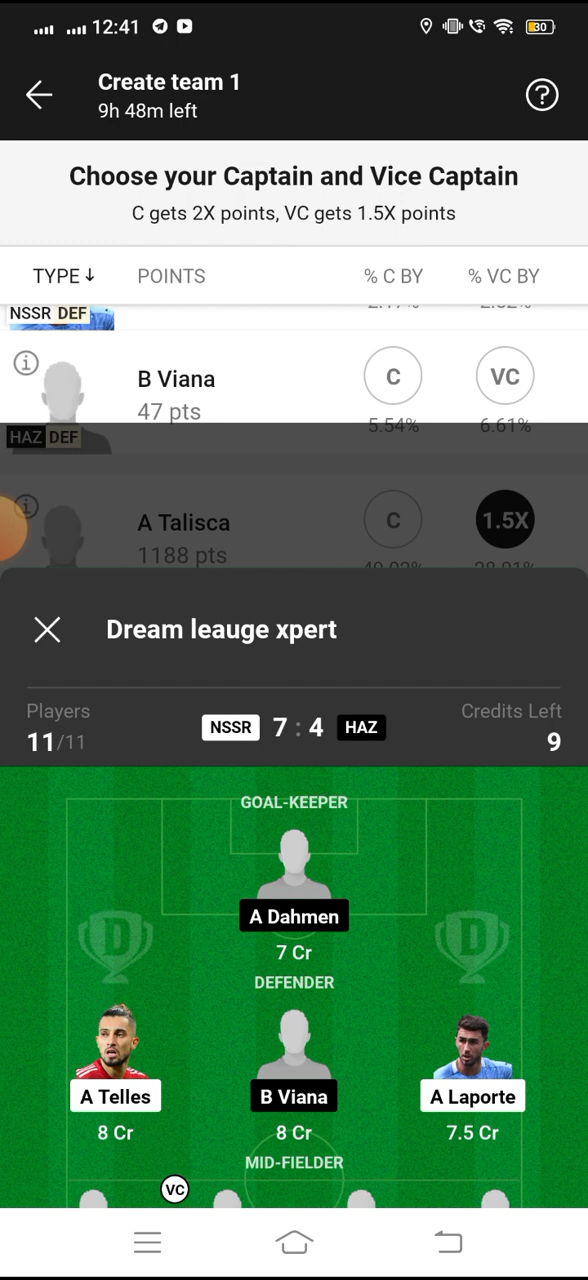 12:41
30
Create team 1
9h 48m left
Choose your Captain and Vice Captain
C gets 2X points, VC gets 1.5X points
TYPE↓ POINTS % C BY % VC BY
NSSR DEF
B Viana C VC
47 pts
5.54% 6.61%
HAZ DEF
A Talisca C 1.5X
1188 pts
Dream leauge xpert
Players Credits Left
11/11 NSSR 7 : 4 HAZ 9
GOAL-KEEPER
A Dahmen
7 Cr
DEFENDER
A Telles B Viana A Laporte
8 Cr 8 Cr 7.5 Cr
MID-FIELDER
VC